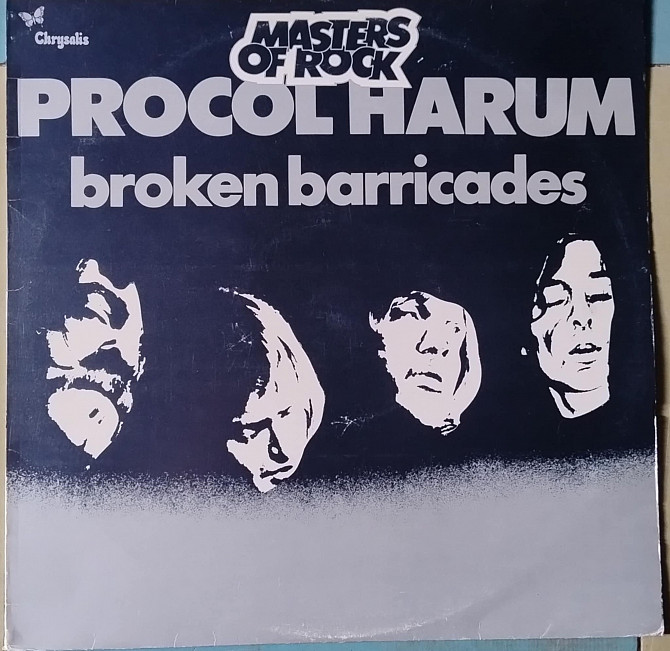 Chrysalis
MASTERS
OF ROCK
PROCOL HARUM
broken barricades